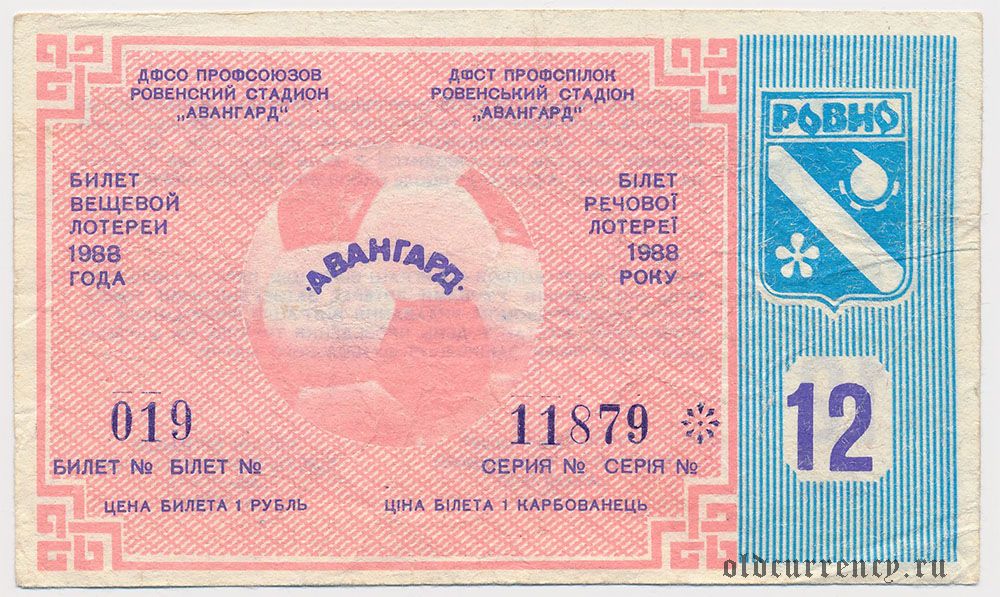 ДФСО ПРОФСОЮЗОВ
РОВЕНСКИЙ СТАДИОН
„АВАНГАРД“
ДФСТ ПРОФСПІЛОК
РОВЕНСЬКИЙ СТАДІОН
„АВАНГАРД“
БИЛЕТ
ВЕЩЕВОЙ
ЛОТЕРЕИ
1988
ГОДА
·АВАНГАРД·
БІЛЕТ
РЕЧОВОЇ
ЛОТЕРЕЇ
1988
РОКУ
019
БИЛЕТ № БІЛЕТ №
11879
СЕРИЯ № СЕРІЯ №
ЦЕНА БИЛЕТА 1 РУБЛЬ
ЦІНА БІЛЕТА 1 КАРБОВАНЕЦЬ
РОВНО
12
oldcurrency.ru